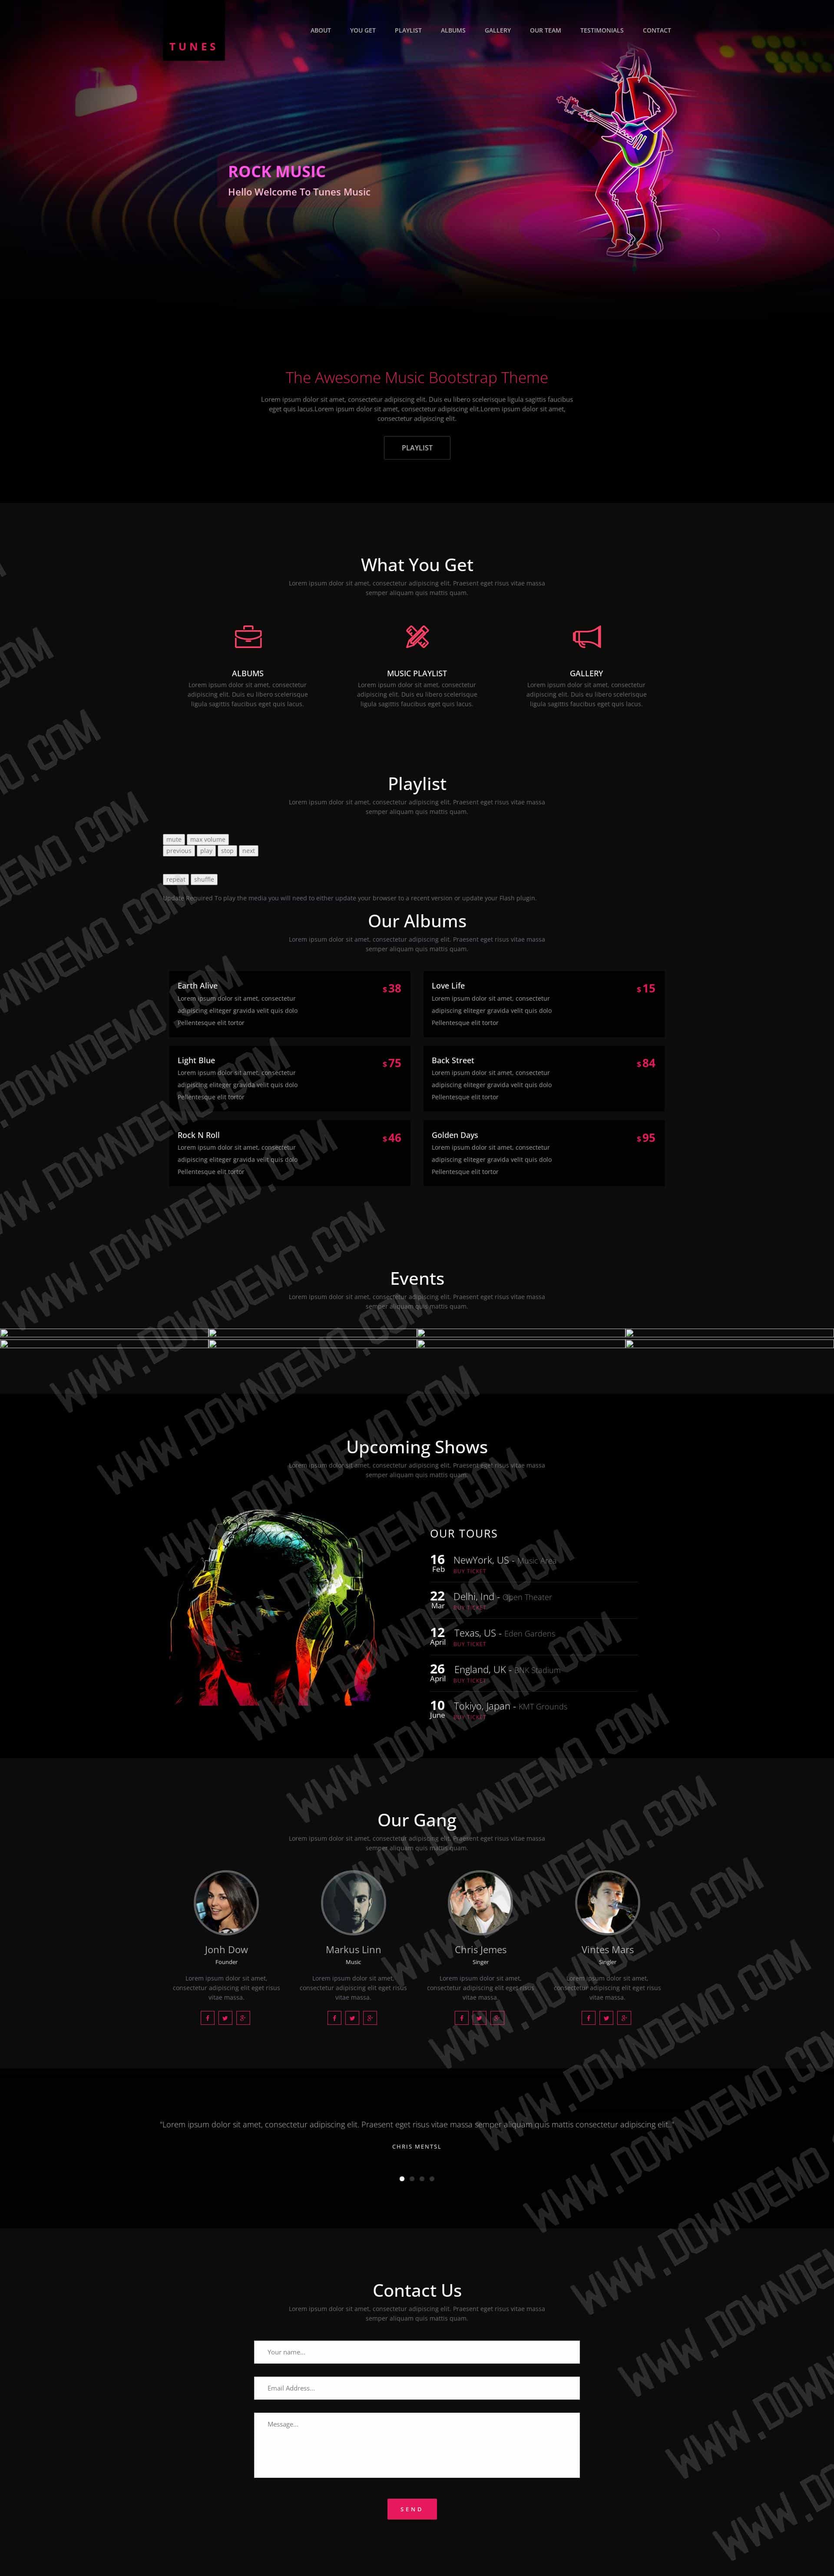 TUNES
ABOUT YOU GET PLAYLIST ALBUMS GALLERY OUR TEAM TESTIMONIALS CONTACT
ROCK MUSIC
Hello Welcome To Tunes Music
The Awesome Music Bootstrap Theme
Lorem ipsum dolor sit amet, consectetur adipiscing elit. Duis eu libero scelerisque ligula sagittis faucibus
eget quis lacus.Lorem ipsum dolor sit amet, consectetur adipiscing elit.Lorem ipsum dolor sit amet,
consectetur adipiscing elit.
PLAYLIST
What You Get
Lorem ipsum dolor sit amet, consectetur adipiscing elit. Praesent eget risus vitae massa
semper aliquam quis mattis quam.
ALBUMS
Lorem ipsum dolor sit amet, consectetur
adipiscing elit. Duis eu libero scelerisque
ligula sagittis faucibus eget quis lacus.
MUSIC PLAYLIST
Lorem ipsum dolor sit amet, consectetur
adipiscing elit. Duis eu libero scelerisque
ligula sagittis faucibus eget quis lacus.
GALLERY
Lorem ipsum dolor sit amet, consectetur
adipiscing elit. Duis eu libero scelerisque
ligula sagittis faucibus eget quis lacus.
Playlist
Lorem ipsum dolor sit amet, consectetur adipiscing elit. Praesent eget risus vitae massa
semper aliquam quis mattis quam.
mute max volume
previous play stop next
repeat shuffle
Update Required To play the media you will need to either update your browser to a recent version or update your Flash plugin.
Our Albums
Lorem ipsum dolor sit amet, consectetur adipiscing elit. Praesent eget risus vitae massa
semper aliquam quis mattis quam.
Earth Alive $38
Lorem ipsum dolor sit amet, consectetur
adipiscing eliteger gravida velit quis dolo
Pellentesque elit tortor
Love Life $15
Lorem ipsum dolor sit amet, consectetur
adipiscing eliteger gravida velit quis dolo
Pellentesque elit tortor
Light Blue $75
Lorem ipsum dolor sit amet, consectetur
adipiscing eliteger gravida velit quis dolo
Pellentesque elit tortor
Back Street $84
Lorem ipsum dolor sit amet, consectetur
adipiscing eliteger gravida velit quis dolo
Pellentesque elit tortor
Rock N Roll $46
Lorem ipsum dolor sit amet, consectetur
adipiscing eliteger gravida velit quis dolo
Pellentesque elit tortor
Golden Days $95
Lorem ipsum dolor sit amet, consectetur
adipiscing eliteger gravida velit quis dolo
Pellentesque elit tortor
Events
Lorem ipsum dolor sit amet, consectetur adipiscing elit. Praesent eget risus vitae massa
semper aliquam quis mattis quam.
Upcoming Shows
Lorem ipsum dolor sit amet, consectetur adipiscing elit. Praesent eget risus vitae massa
semper aliquam quis mattis quam.
OUR TOURS
16 Feb NewYork, US - Music Area
BUY TICKET
22 Mar Delhi, Ind - Open Theater
BUY TICKET
12 April Texas, US - Eden Gardens
BUY TICKET
26 April England, UK - BNK Stadium
BUY TICKET
10 June Tokiyo, Japan - KMT Grounds
BUY TICKET
Our Gang
Lorem ipsum dolor sit amet, consectetur adipiscing elit. Praesent eget risus vitae massa
semper aliquam quis mattis quam.
Jonh Dow
Founder
Lorem ipsum dolor sit amet,
consectetur adipiscing elit eget risus
vitae massa.
Markus Linn
Music
Lorem ipsum dolor sit amet,
consectetur adipiscing elit eget risus
vitae massa.
Chris Jemes
Singer
Lorem ipsum dolor sit amet,
consectetur adipiscing elit eget risus
vitae massa.
Vintes Mars
Singler
Lorem ipsum dolor sit amet,
consectetur adipiscing elit eget risus
vitae massa.
"Lorem ipsum dolor sit amet, consectetur adipiscing elit. Praesent eget risus vitae massa semper aliquam quis mattis consectetur adipiscing elit.."
CHRIS MENTSL
Contact Us
Lorem ipsum dolor sit amet, consectetur adipiscing elit. Praesent eget risus vitae massa
semper aliquam quis mattis quam.
Your name...
Email Address...
Message...
SEND
WWW.DOWNDEMO.COM